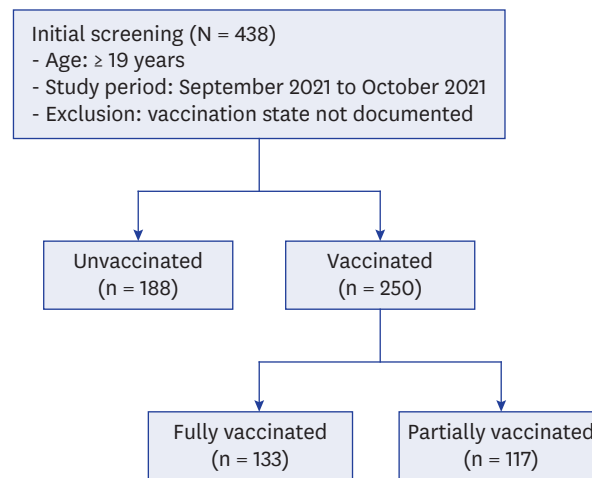 Initial screening (N = 438)
- Age: ≥ 19 years
- Study period: September 2021 to October 2021
- Exclusion: vaccination state not documented
Unvaccinated
(n = 188)
Vaccinated
(n = 250)
Fully vaccinated
(n = 133)
Partially vaccinated
(n = 117)